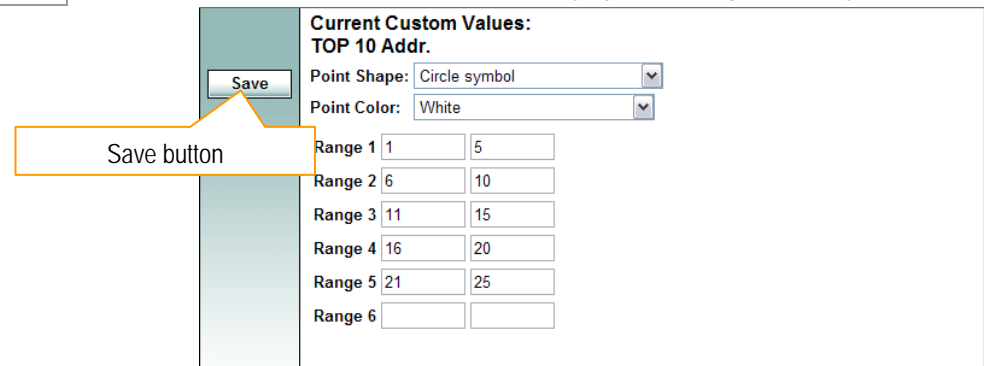 Current Custom Values:
TOP 10 Addr.
Save
Point Shape: Circle symbol
Point Color: White
Save button
Range 1 1 5
Range 2 6 10
Range 3 11 15
Range 4 16 20
Range 5 21 25
Range 6